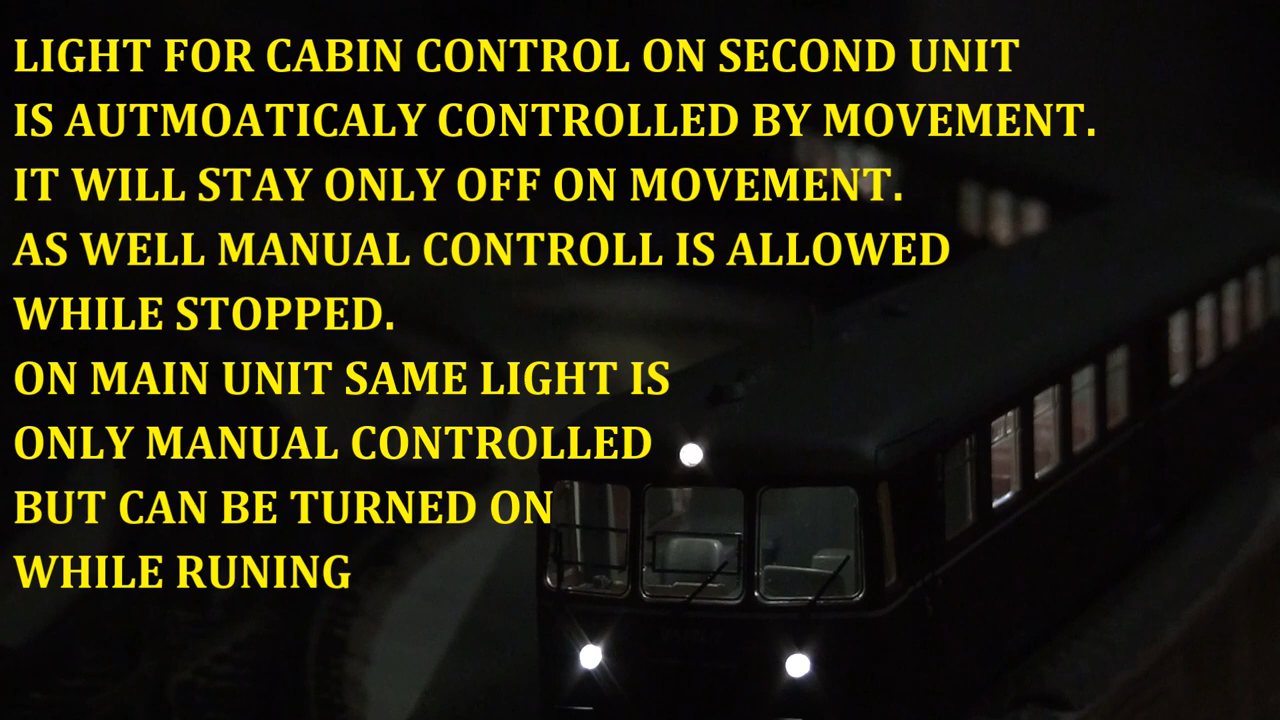 LIGHT FOR CABIN CONTROL ON SECOND UNIT
IS AUTMOATICALY CONTROLLED BY MOVEMENT.
IT WILL STAY ONLY OFF ON MOVEMENT.
AS WELL MANUAL CONTROLL IS ALLOWED
WHILE STOPPED.
ON MAIN UNIT SAME LIGHT IS
ONLY MANUAL CONTROLLED
BUT CAN BE TURNED ON
WHILE RUNING